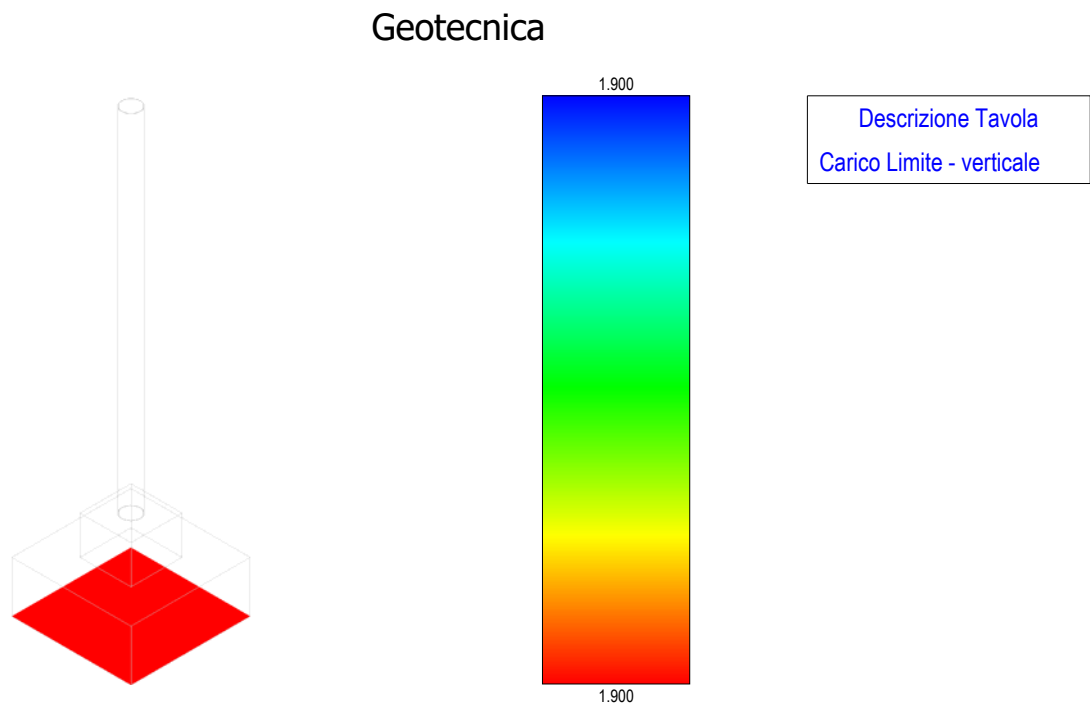 Geotecnica
1.900
Descrizione Tavola
Carico Limite - verticale
1.900